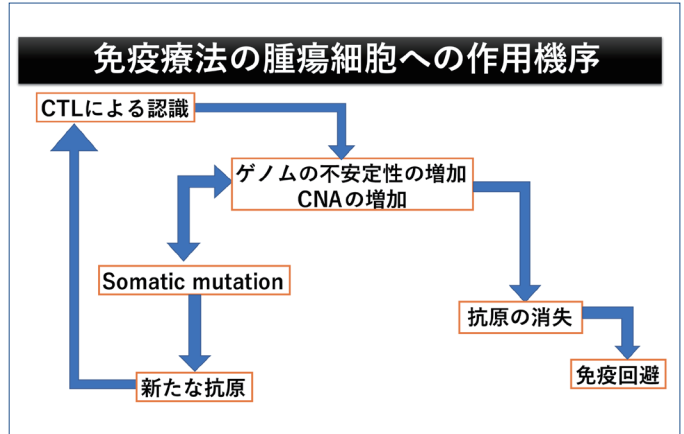 免疫療法の腫瘍細胞への作用機序
CTLによる認識
ゲノムの不安定性の増加
CNAの増加
Somatic mutation
抗原の消失
新たな抗原
免疫回避